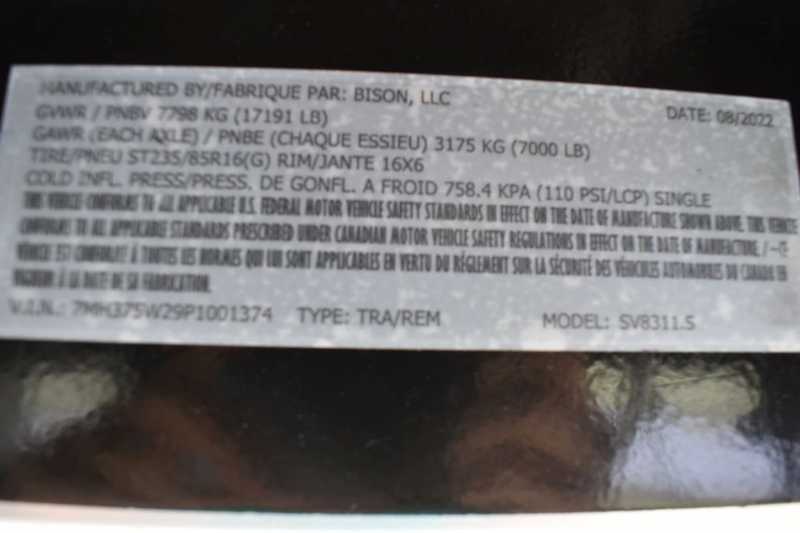 MANUFACTURED BY/FABRIQUE PAR: BISON, LLC
DATE: 08/2022
GVWR / PNBV 7798 KG (17191 LB)
GAWR (EACH AXLE) / PNBE (CHAQUE ESSIEU) 3175 KG (7000 LB)
TIRE/PNEU ST235/85R16(G) RIM/JANTE 16X6
COLD INFL. PRESS/PRESS. DE GONFL. A FROID 758.4 KPA (110 PSI/LCP) SINGLE
THIS VEHICLE CONFORMS TO ALL APPLICABLE U.S. FEDERAL MOTOR VEHICLE SAFETY STANDARDS IN EFFECT ON THE DATE OF MANUFACTURE SHOWN ABOVE. THIS VEHICLE
CONFORMS TO ALL APPLICABLE STANDARDS PRESCRIBED UNDER CANADIAN MOTOR VEHICLE SAFETY REGULATIONS IN EFFECT ON THE DATE OF MANUFACTURE / -CE
VÉHICLE EST CONFORME À TOUTES LES NORMES QUI LUI SONT APPLICABLES EN VERTU DU RÈGLEMENT SUR LA SÉCURITÉ DES VÉHICULES AUTOMOBILES DU CANADA EN
VIGUEUR À LA DATE DE SA FABRICATION.
V.I.N.: 7MH375W29P1001374 TYPE: TRA/REM MODEL: SV8311.5